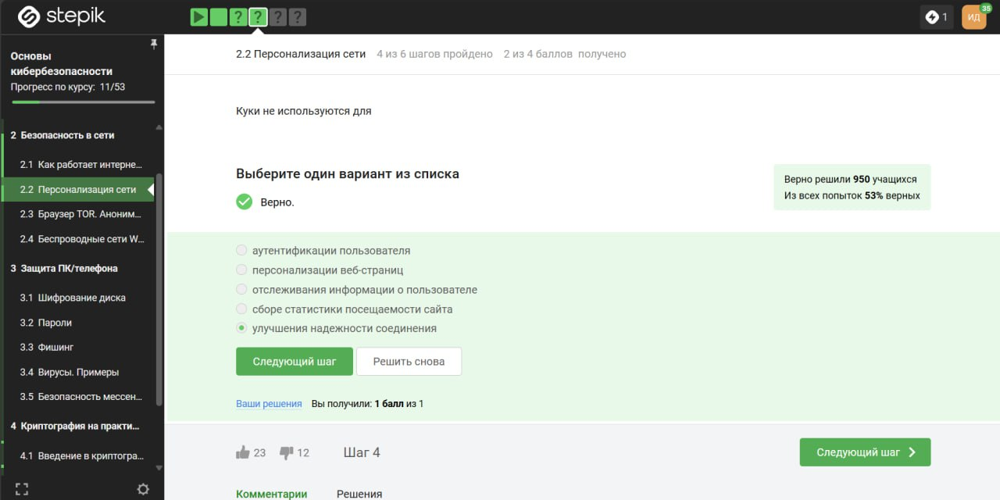 stepik
1
ИД
35
Основы
кибербезопасности
Прогресс по курсу: 11/53
2 Безопасность в сети
2.1 Как работает интерне...
2.2 Персонализация сети
2.3 Браузер TOR. Аноним...
2.4 Беспроводные сети W...
3 Защита ПК/телефона
3.1 Шифрование диска
3.2 Пароли
3.3 Фишинг
3.4 Вирусы. Примеры
3.5 Безопасность мессен...
4 Криптография на практи...
4.1 Введение в криптогра...
? ? ? ?
2.2 Персонализация сети 4 из 6 шагов пройдено 2 из 4 баллов получено
Куки не используются для
Выберите один вариант из списка
Верно.
Верно решили 950 учащихся
Из всех попыток 53% верных
аутентификации пользователя
персонализации веб-страниц
отслеживания информации о пользователе
сборе статистики посещаемости сайта
улучшения надежности соединения
Следующий шаг
Решить снова
Ваши решения Вы получили: 1 балл из 1
23 12 Шаг 4
Следующий шаг
Комментарии Решения